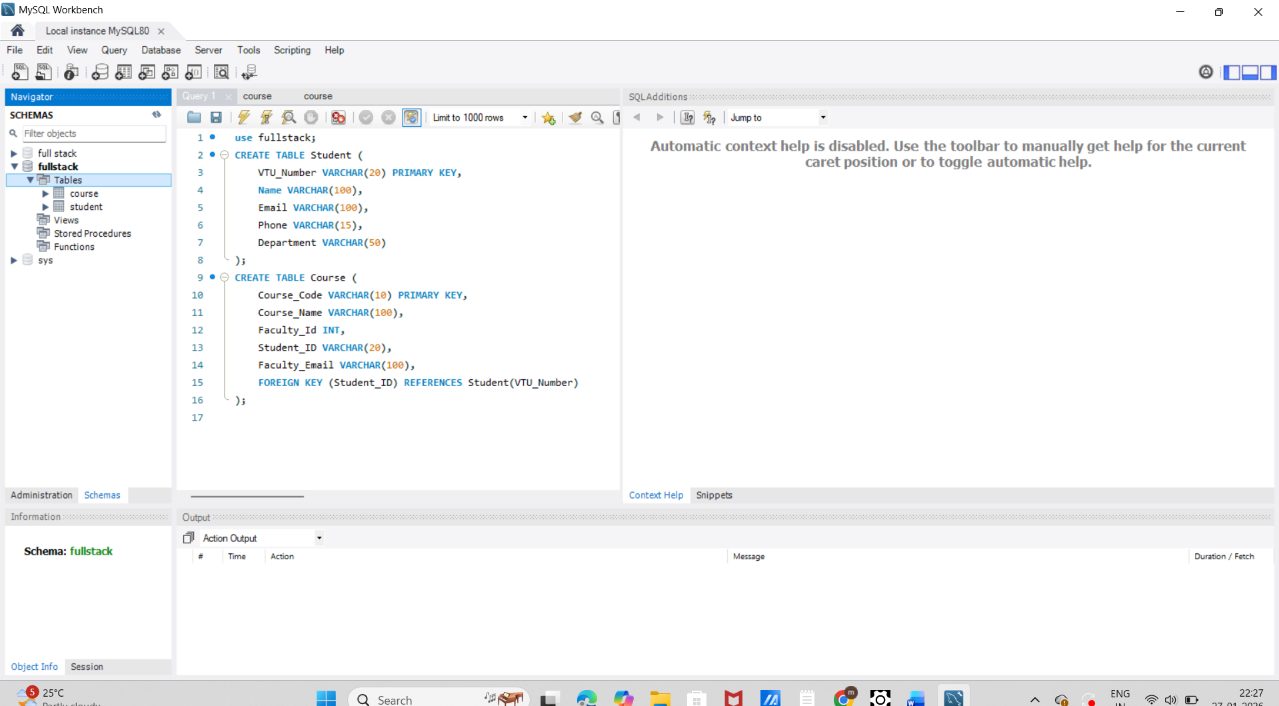 MySQL Workbench
Local instance MySQL80
File Edit View Query Database Server Tools Scripting Help
Navigator
SCHEMAS
Filter objects
full stack
fullstack
Tables
course
student
Views
Stored Procedures
Functions
sys
Administration Schemas
Information
Schema: fullstack
Object Info Session
Query 1 course course
Limit to 1000 rows
1 use fullstack;
2 CREATE TABLE Student (
3 VTU_Number VARCHAR(20) PRIMARY KEY,
4 Name VARCHAR(100),
5 Email VARCHAR(100),
6 Phone VARCHAR(15),
7 Department VARCHAR(50)
8 );
9 CREATE TABLE Course (
10 Course_Code VARCHAR(10) PRIMARY KEY,
11 Course_Name VARCHAR(100),
12 Faculty_Id INT,
13 Student_ID VARCHAR(20),
14 Faculty_Email VARCHAR(100),
15 FOREIGN KEY (Student_ID) REFERENCES Student(VTU_Number)
16 );
17
SQLAdditions
Jump to
Automatic context help is disabled. Use the toolbar to manually get help for the current
caret position or to toggle automatic help.
Context Help Snippets
Output
Action Output
# Time Action Message Duration / Fetch
5
25°C
Partly cloudy
Search
ENG
IN
22:27
27-01-2026